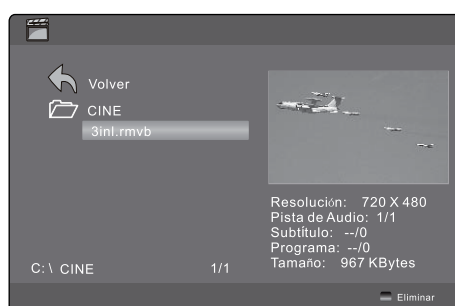 Volver
CINE
3inl.rmvb
Resolución: 720 X 480
Pista de Audio: 1/1
Subtítulo: --/0
Programa: --/0
Tamaño: 967 KBytes
C:\ CINE 1/1
Eliminar